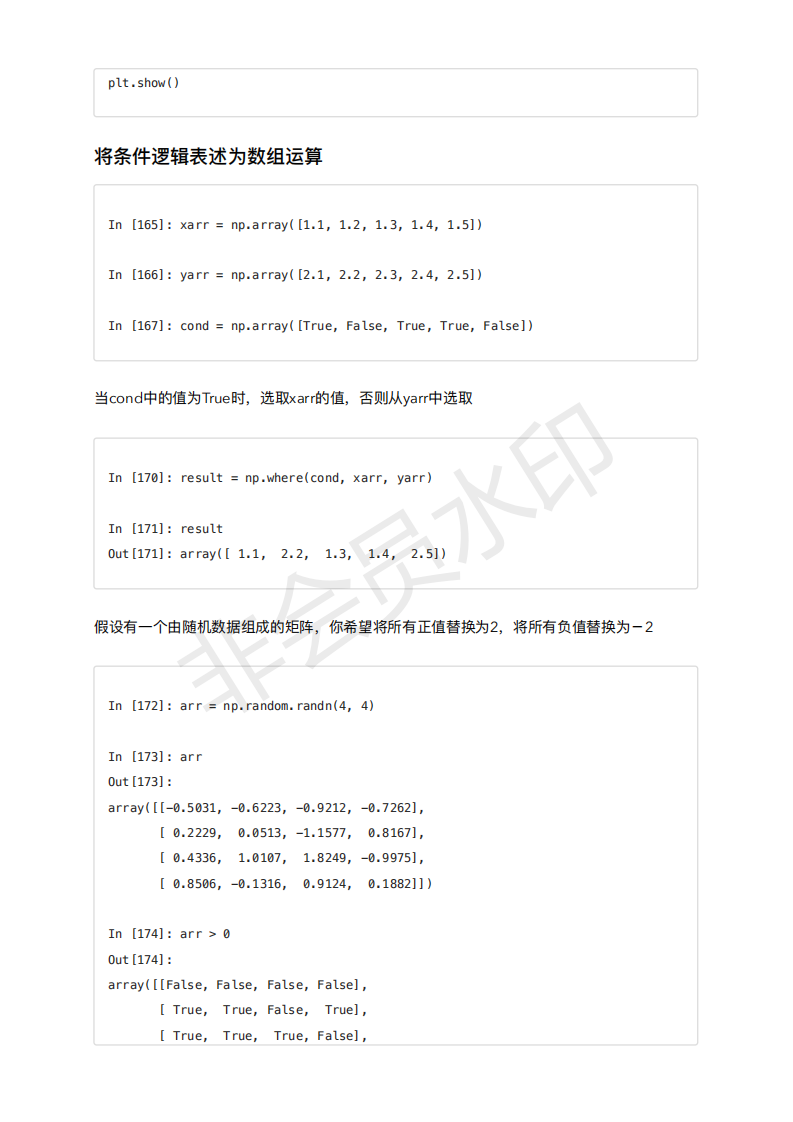 plt.show()
将条件逻辑表述为数组运算
In [165]: xarr = np.array([1.1, 1.2, 1.3, 1.4, 1.5])
In [166]: yarr = np.array([2.1, 2.2, 2.3, 2.4, 2.5])
In [167]: cond = np.array([True, False, True, True, False])
当cond中的值为True时，选取xarr的值，否则从yarr中选取
In [170]: result = np.where(cond, xarr, yarr)
In [171]: result
Out[171]: array([ 1.1,  2.2,  1.3,  1.4,  2.5])
假设有一个由随机数据组成的矩阵，你希望将所有正值替换为2，将所有负值替换为－2
In [172]: arr = np.random.randn(4, 4)
In [173]: arr
Out[173]:
array([[-0.5031, -0.6223, -0.9212, -0.7262],
       [ 0.2229,  0.0513, -1.1577,  0.8167],
       [ 0.4336,  1.0107,  1.8249, -0.9975],
       [ 0.8506, -0.1316,  0.9124,  0.1882]])
In [174]: arr > 0
Out[174]:
array([[False, False, False, False],
       [ True,  True, False,  True],
       [ True,  True,  True, False],
非会员水印